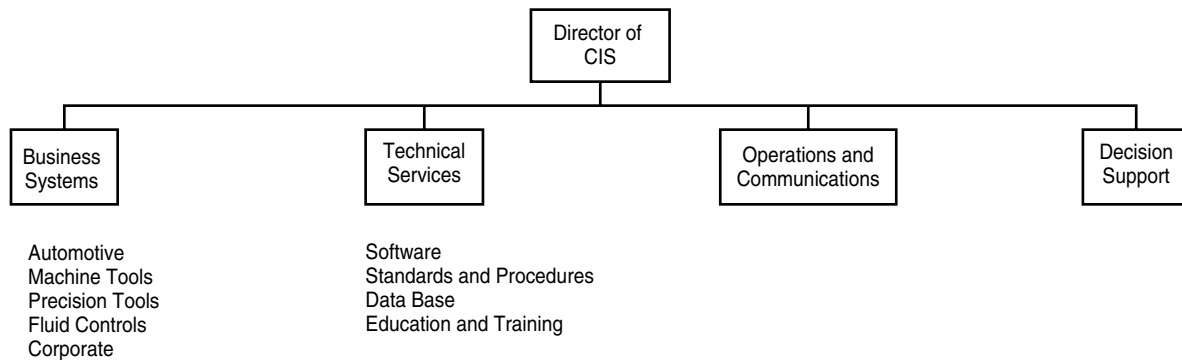 Director of
CIS
Business
Systems
Technical
Services
Operations and
Communications
Decision
Support
Automotive
Machine Tools
Precision Tools
Fluid Controls
Corporate
Software
Standards and Procedures
Data Base
Education and Training